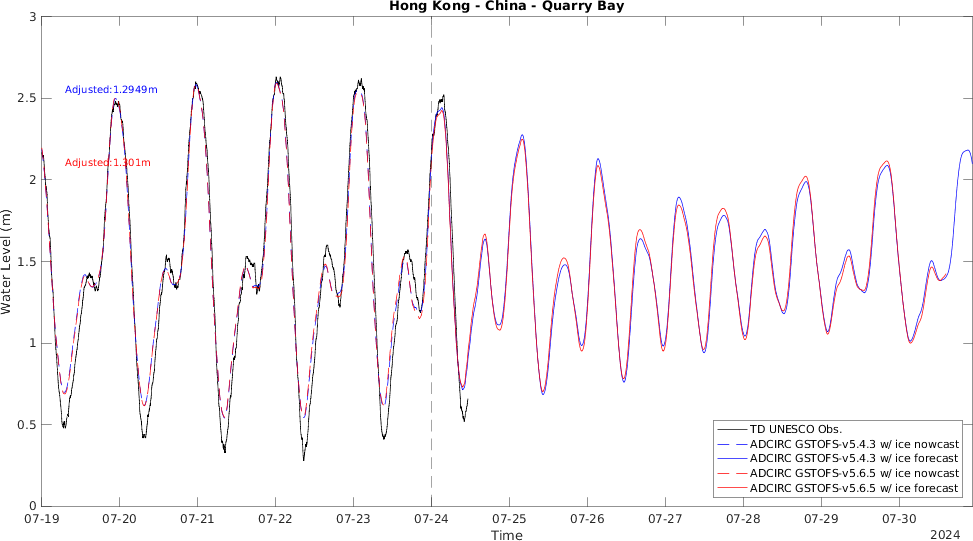 Hong Kong - China - Quarry Bay
3
2.5
2
1.5
1
0.5
0
Water Level (m)
Adjusted:1.2949m
Adjusted:1.301m
TD UNESCO Obs.
ADCIRC GSTOFS-v5.4.3 w/ ice nowcast
ADCIRC GSTOFS-v5.4.3 w/ ice forecast
ADCIRC GSTOFS-v5.6.5 w/ ice nowcast
ADCIRC GSTOFS-v5.6.5 w/ ice forecast
07-19 07-20 07-21 07-22 07-23 07-24 07-25 07-26 07-27 07-28 07-29 07-30
Time
2024